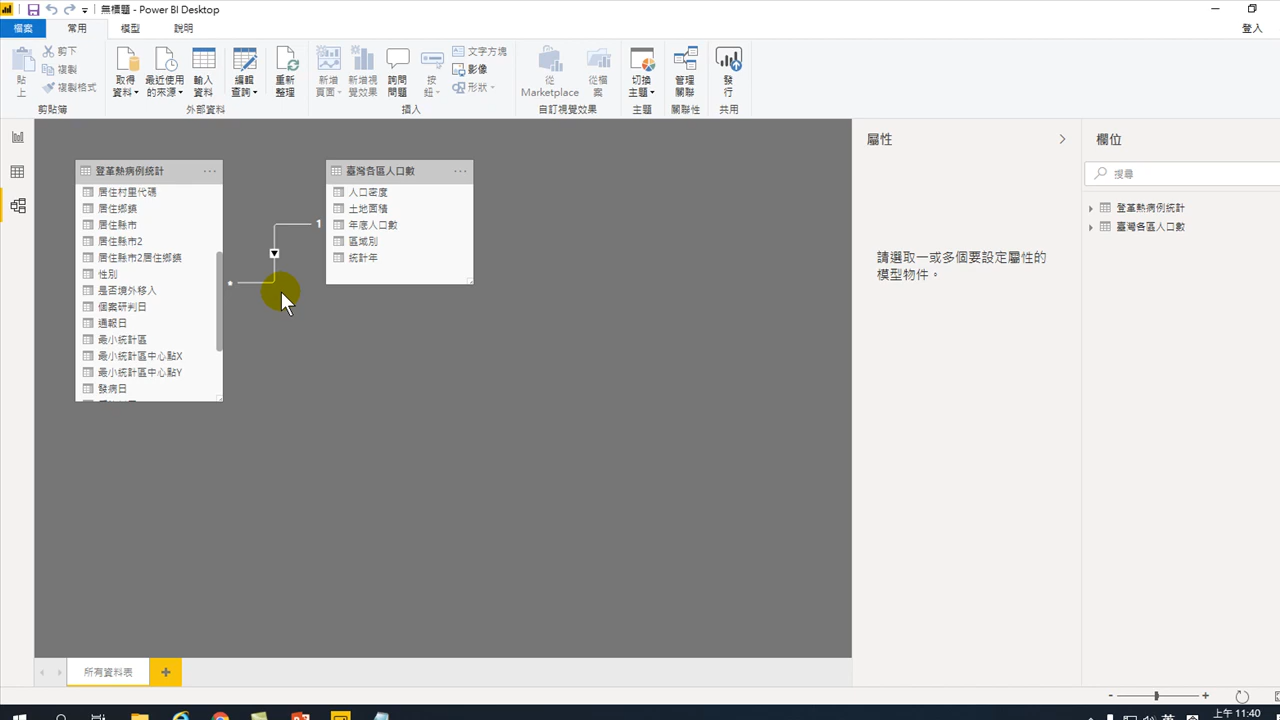 無標題 - Power BI Desktop
檔案
常用
模型
說明
登入
貼上
剪下
複製
複製格式
剪貼簿
取得資料
最近使用的來源
輸入資料
編輯查詢
外部資料
重新整理
新增頁面
新增視覺效果
詢問問題
按鈕
文字方塊
影像
形狀
插入
從 Marketplace
從檔案
自訂視覺效果
切換主題
主題
管理關聯
關聯性
發行
共用
登革熱病例統計
居住村里代碼
居住鄉鎮
居住縣市
居住縣市2
居住縣市2居住鄉鎮
性別
是否境外移入
個案研判日
通報日
最小統計區
最小統計區中心點X
最小統計區中心點Y
發病日
*
1
臺灣各區人口數
人口密度
土地面積
年底人口數
區域別
統計年
屬性
請選取一或多個要設定屬性的
模型物件。
欄位
搜尋
登革熱病例統計
臺灣各區人口數
所有資料表
英
上午 11:40